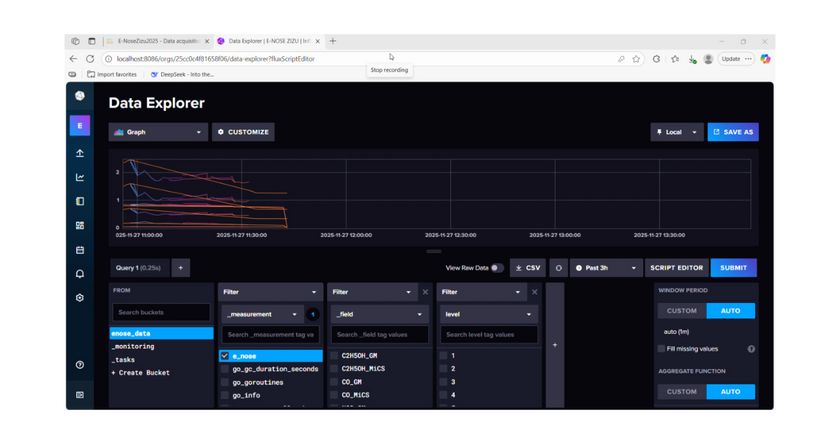 E-NoseZizu2025 - Data acquisitic
Data Explorer | E-NOSE ZIZU | Inf
localhost:8086/orgs/25cc0c4f81658f06/data-explorer?fluxScriptEditor
Update
Stop recording
Import favorites
DeepSeek - Into the...
E
Data Explorer
Graph
CUSTOMIZE
Local
SAVE AS
2
1
0
025-11-27 11:00:00
2025-11-27 11:30:00
2025-11-27 12:00:00
2025-11-27 12:30:00
2025-11-27 13:00:00
2025-11-27 13:30:00
Query 1 (0.25s)
+
View Raw Data
CSV
Past 3h
SCRIPT EDITOR
SUBMIT
FROM
Search buckets
enose_data
_monitoring
_tasks
+ Create Bucket
Filter
_measurement
1
Search _measurement tag va
e_nose
go_gc_duration_seconds
go_goroutines
go_info
Filter
_field
Search _field tag values
C2H5OH_GM
C2H5OH_MiCS
CO_GM
CO_MiCS
Filter
level
Search level tag values
1
2
3
4
+
WINDOW PERIOD
CUSTOM
AUTO
auto (1m)
Fill missing values
?
AGGREGATE FUNCTION
CUSTOM
AUTO